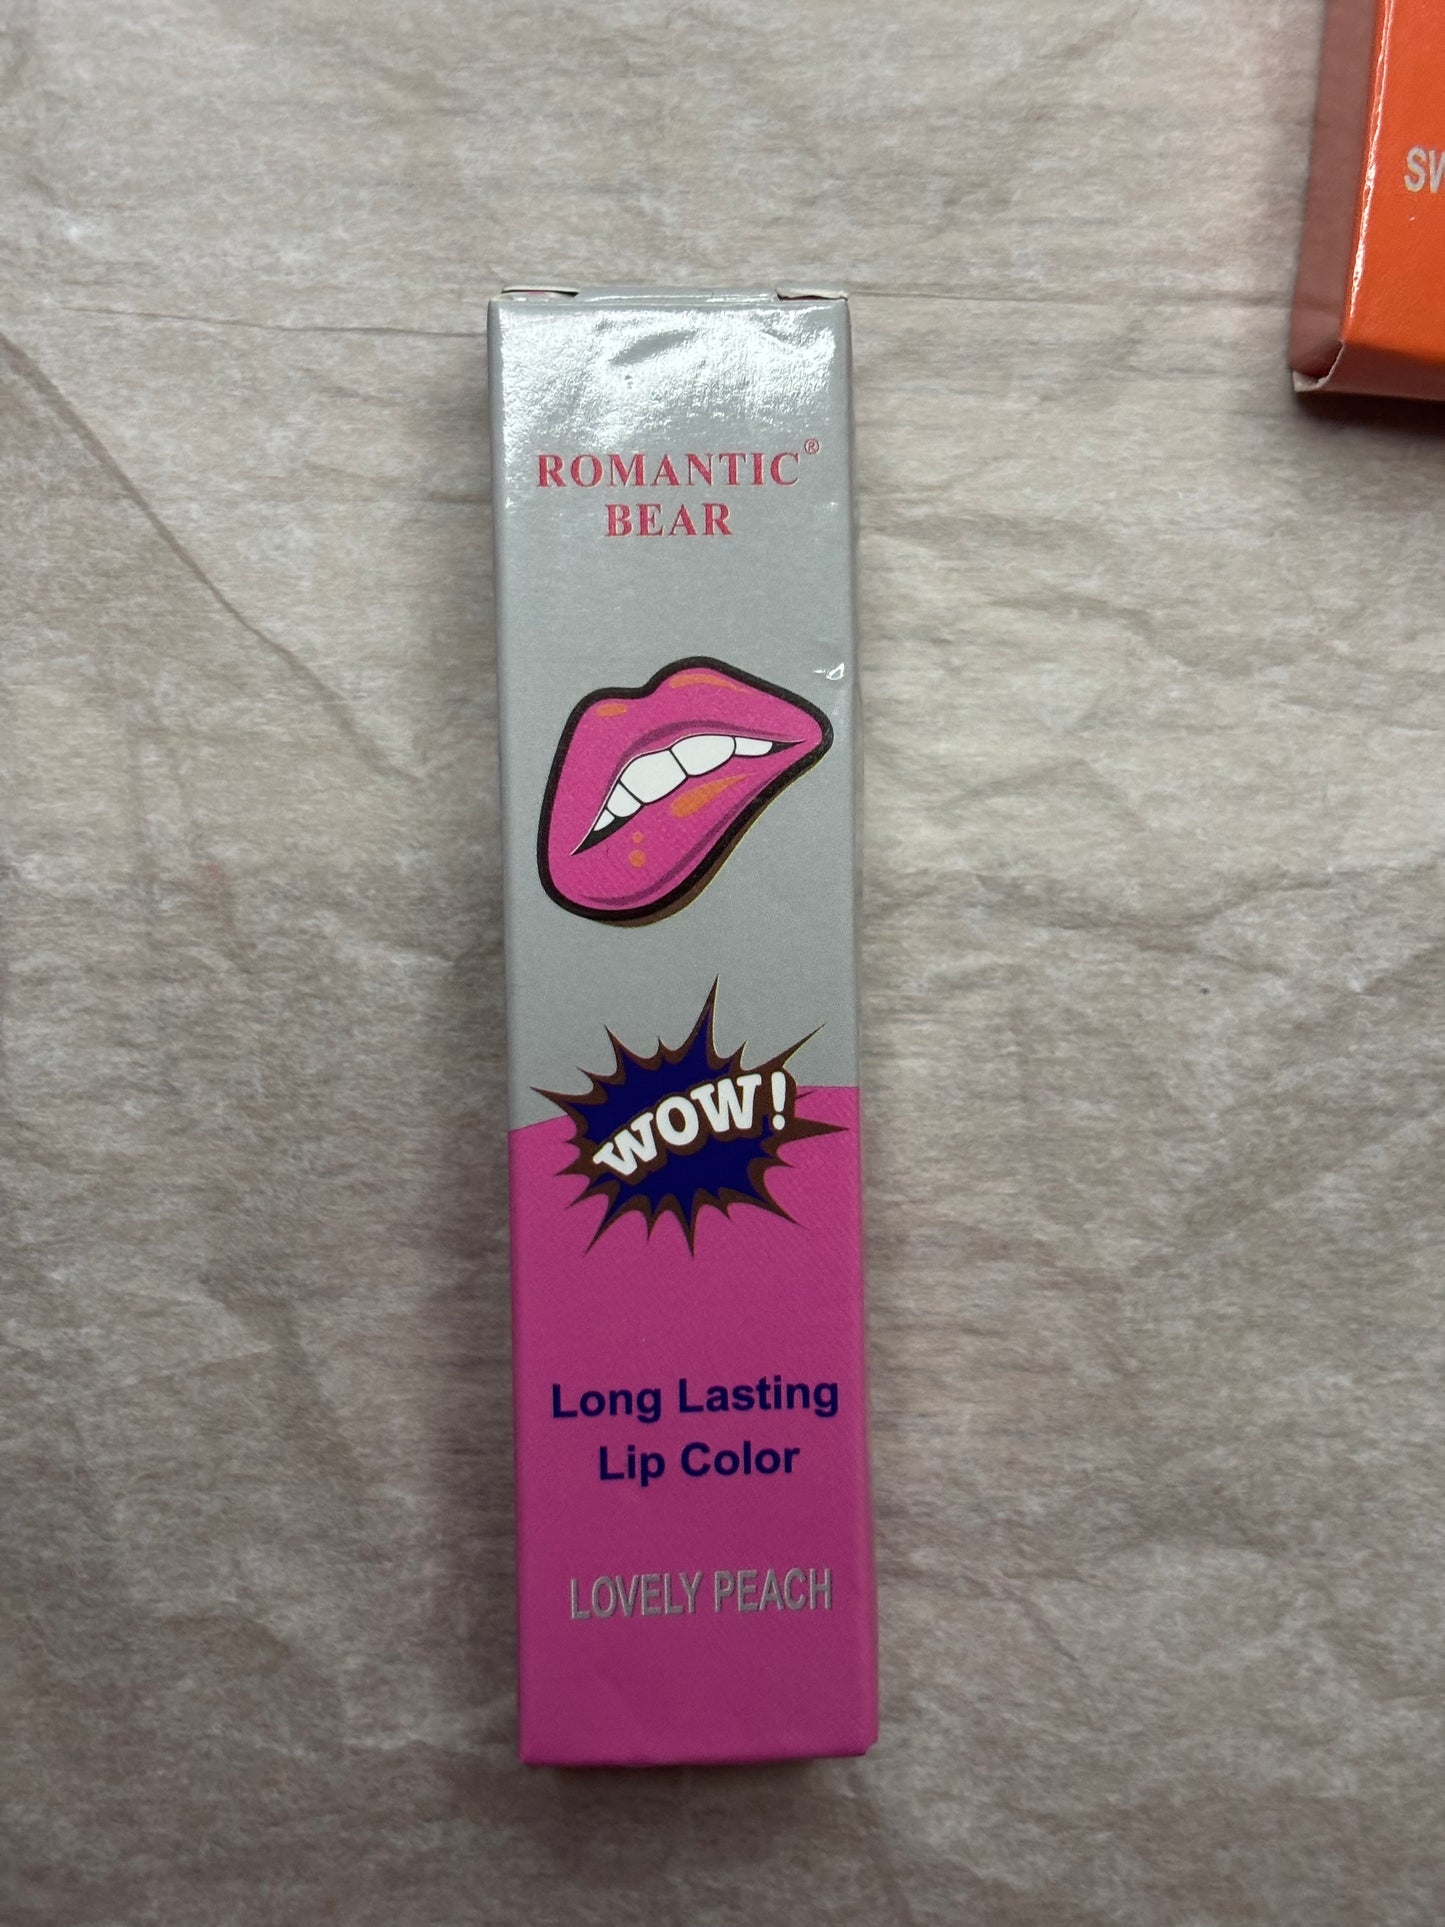 ROMANTIC®
BEAR
WOW!
Long Lasting
Lip Color
LOVELY PEACH